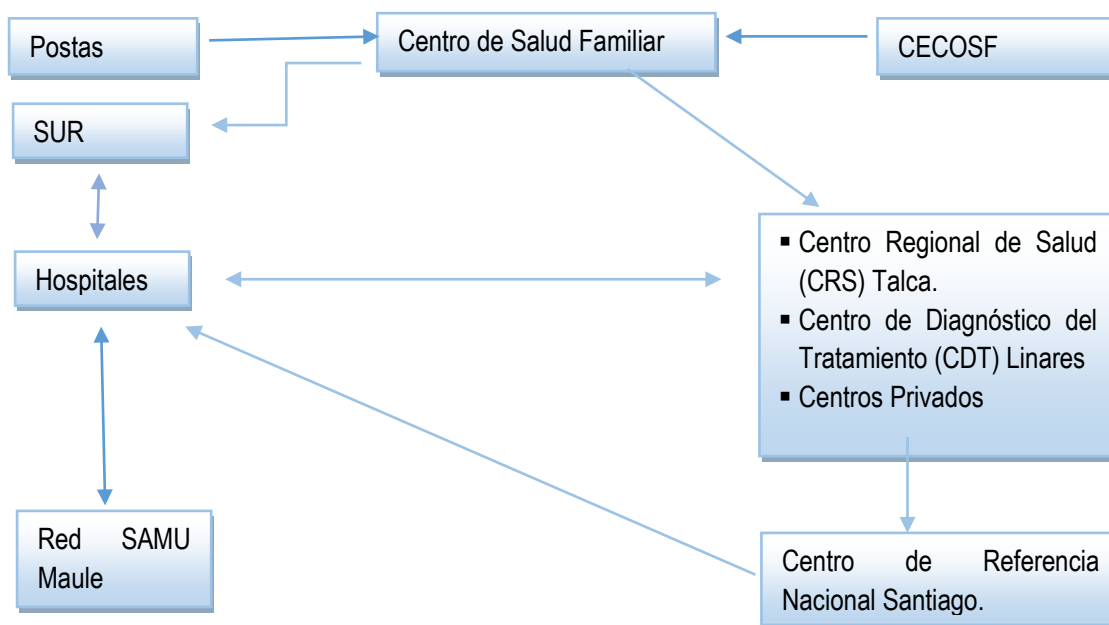 Postas
Centro de Salud Familiar
CECOSF
SUR
Hospitales
▪ Centro Regional de Salud
(CRS) Talca.
▪ Centro de Diagnóstico del
Tratamiento (CDT) Linares
▪ Centros Privados
Red SAMU
Maule
Centro de Referencia
Nacional Santiago.